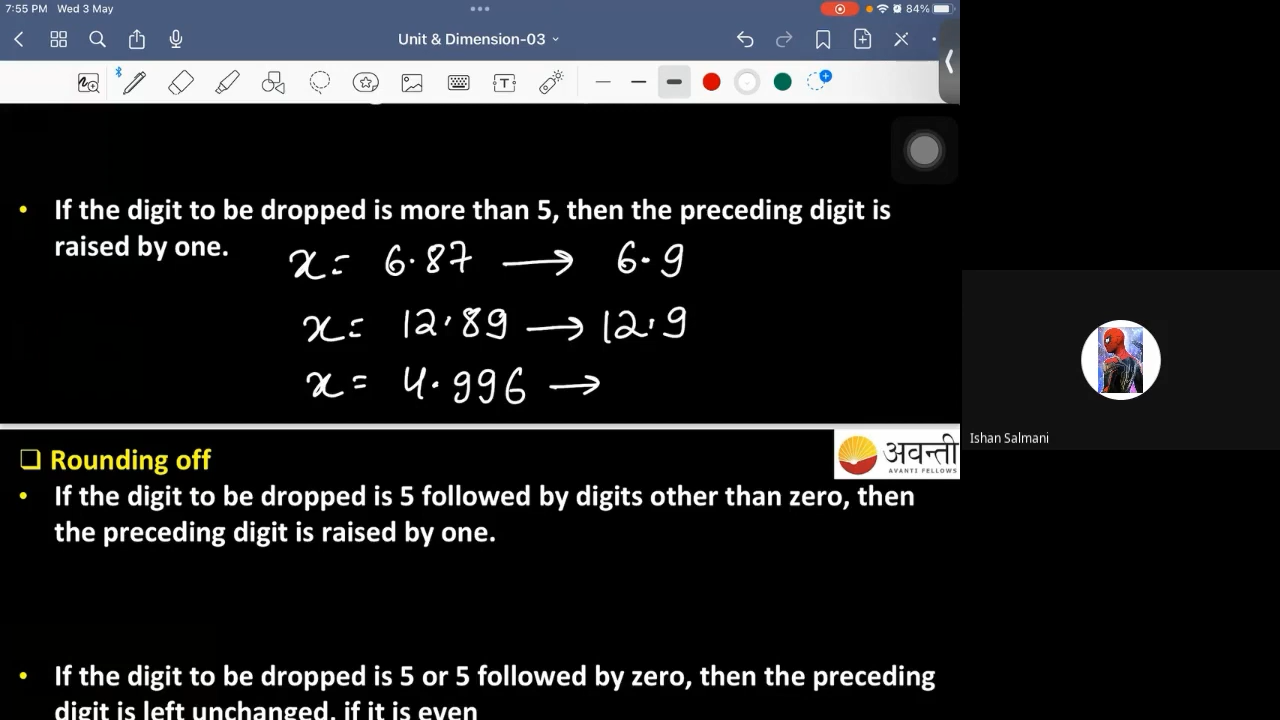 7:55 PM Wed 3 May
84%
Unit & Dimension-03
• If the digit to be dropped is more than 5, then the preceding digit is
raised by one.
x = 6.87 → 6.9
x = 12.89 → 12.9
x = 4.996 →
Ishan Salmani
❑ Rounding off
अवन्ती
AVANTI FELLOWS
• If the digit to be dropped is 5 followed by digits other than zero, then
the preceding digit is raised by one.
• If the digit to be dropped is 5 or 5 followed by zero, then the preceding
digit is left unchanged, if it is even